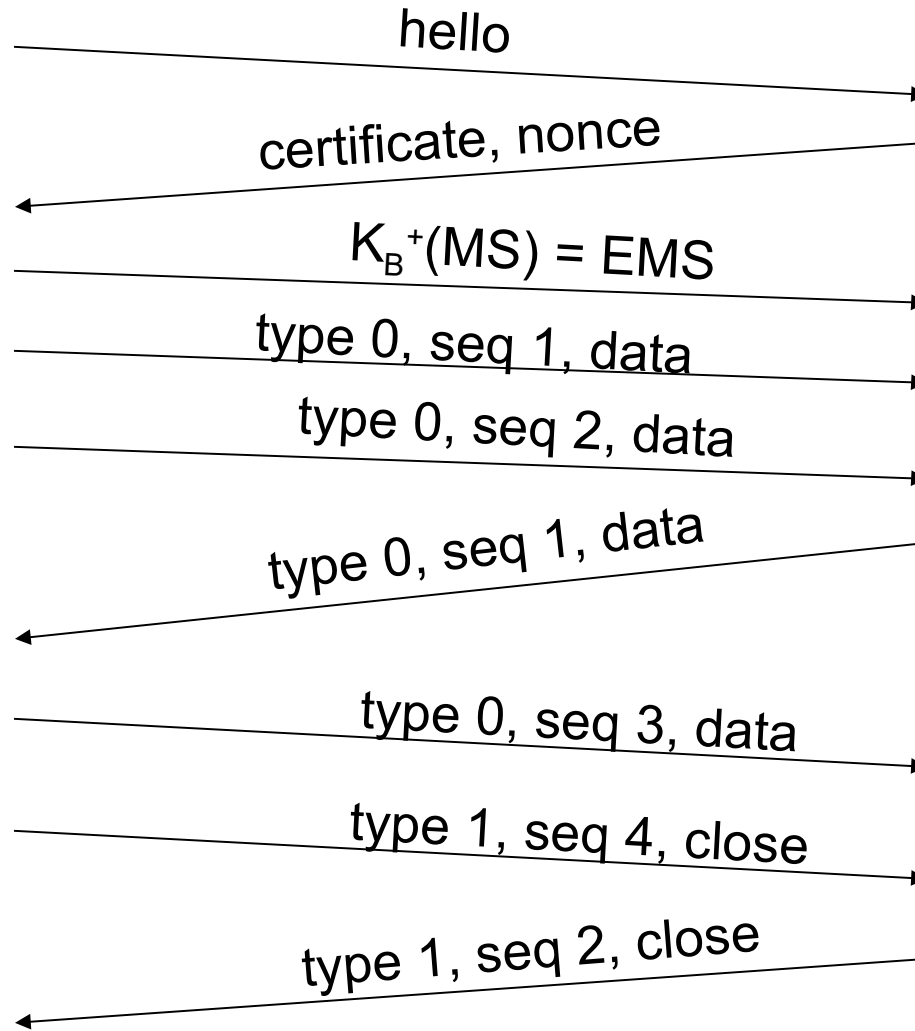 hello
certificate, nonce
K_B⁺(MS) = EMS
type 0, seq 1, data
type 0, seq 2, data
type 0, seq 1, data
type 0, seq 3, data
type 1, seq 4, close
type 1, seq 2, close